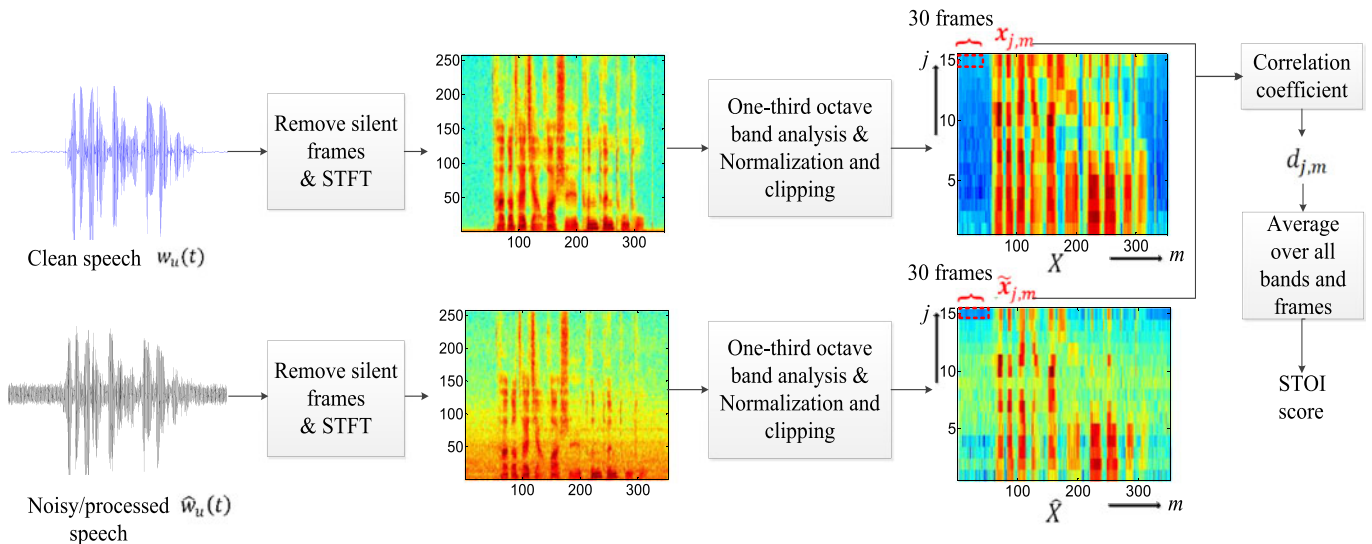 Clean speech w_u(t)
Remove silent
frames
& STFT
250
200
150
100
50
100 200 300
One-third octave
band analysis &
Normalization and
clipping
30 frames
x_{j,m}
j
15
10
5
100 200 300
X m
Correlation
coefficient
d_{j,m}
Average
over all
bands and
frames
STOI
score
Noisy/processed ŵ_u(t)
speech
Remove silent
frames
& STFT
250
200
150
100
50
100 200 300
One-third octave
band analysis &
Normalization and
clipping
30 frames
x̃_{j,m}
j
15
10
5
100 200 300
X̂ m